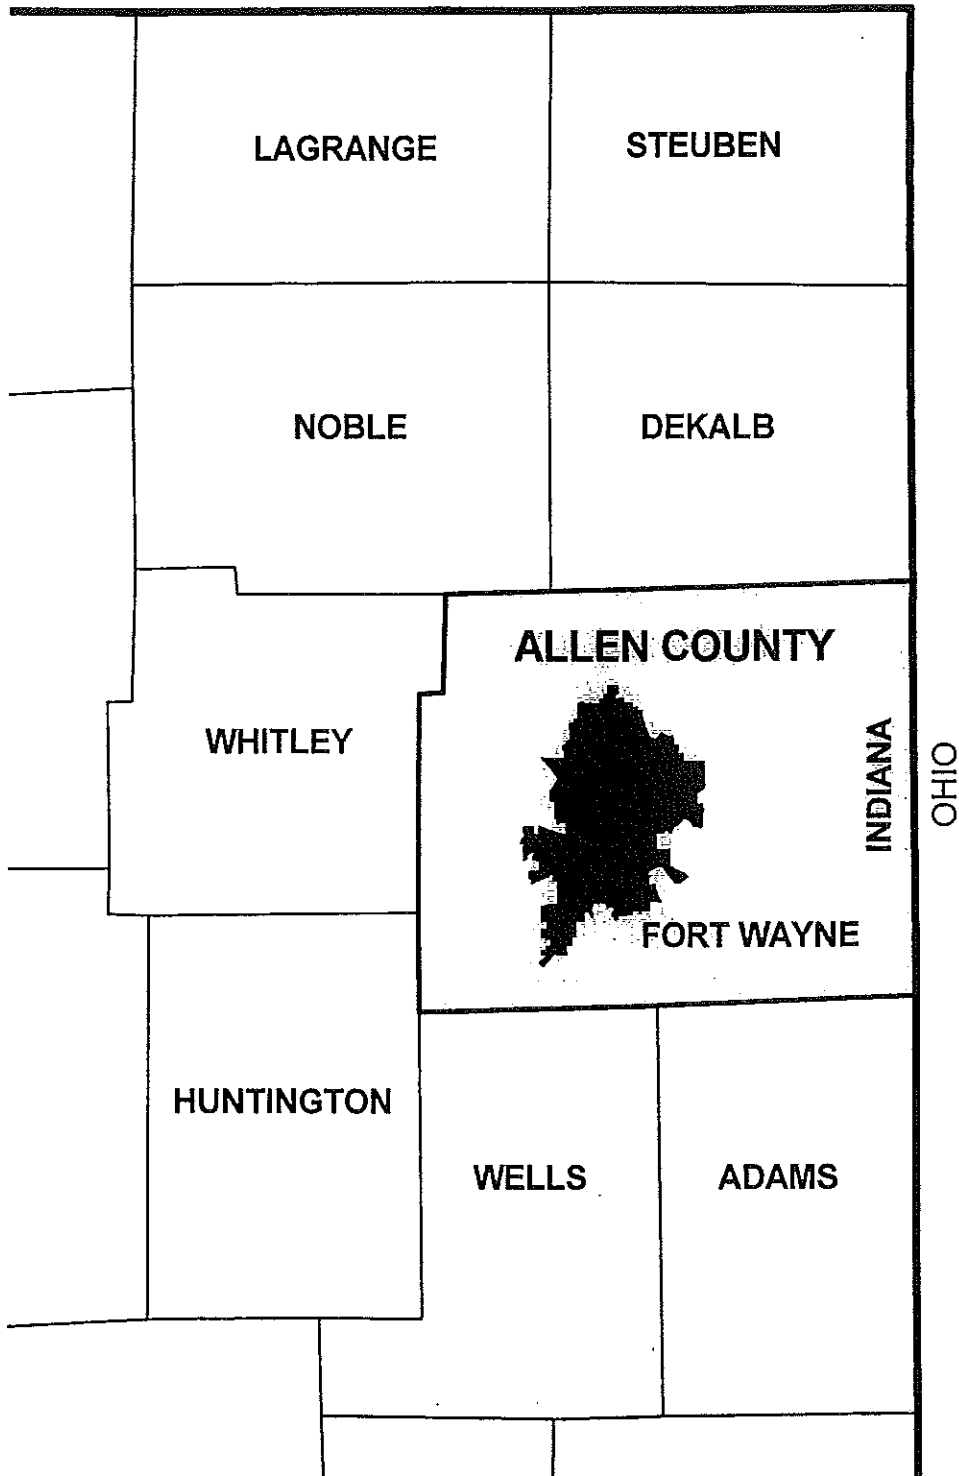 LAGRANGE
STEUBEN
NOBLE
DEKALB
ALLEN COUNTY
WHITLEY
INDIANA
OHIO
FORT WAYNE
HUNTINGTON
WELLS
ADAMS